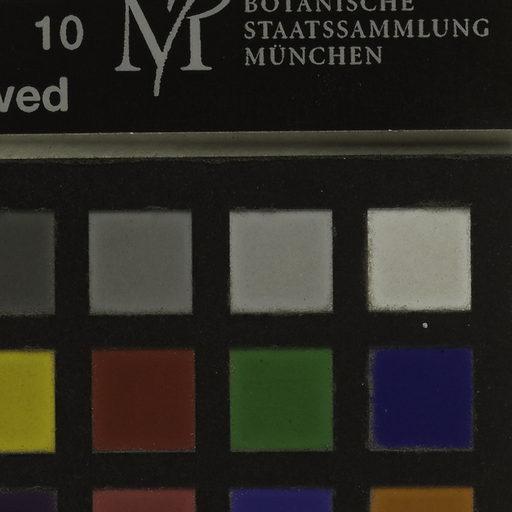 10
ved
BOTANISCHE
STAATSSAMMLUNG
MÜNCHEN